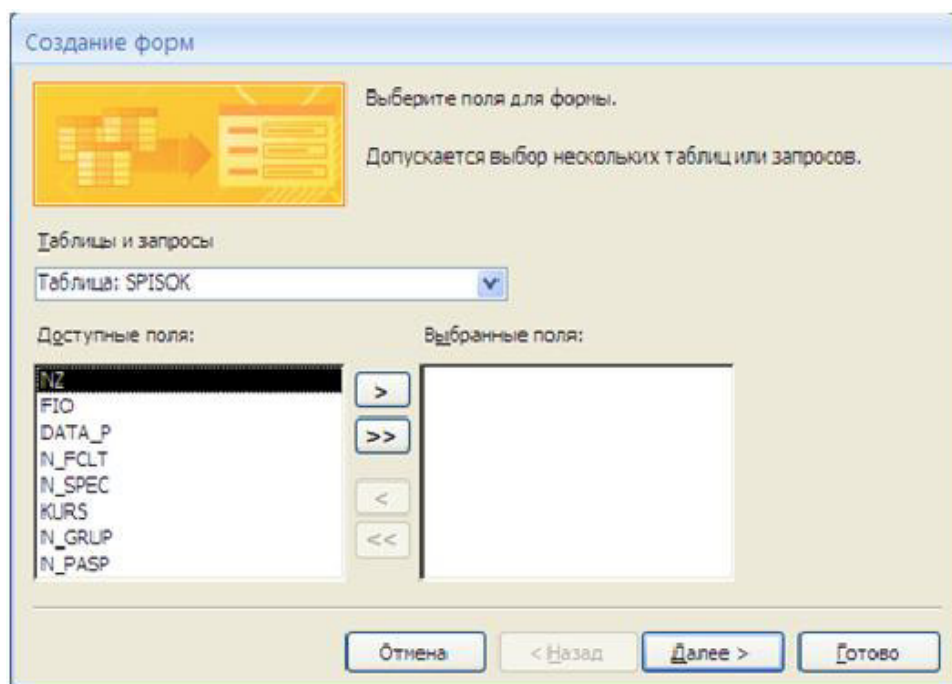 Создание форм
Выберите поля для формы.
Допускается выбор нескольких таблиц или запросов.
Таблицы и запросы
Таблица: SPISOK
Доступные поля:
Выбранные поля:
NZ
FIO
DATA_P
N_FCLT
N_SPEC
KURS
N_GRUP
N_PASP
>
>>
<
<<
Отмена
< Назад
Далее >
Готово